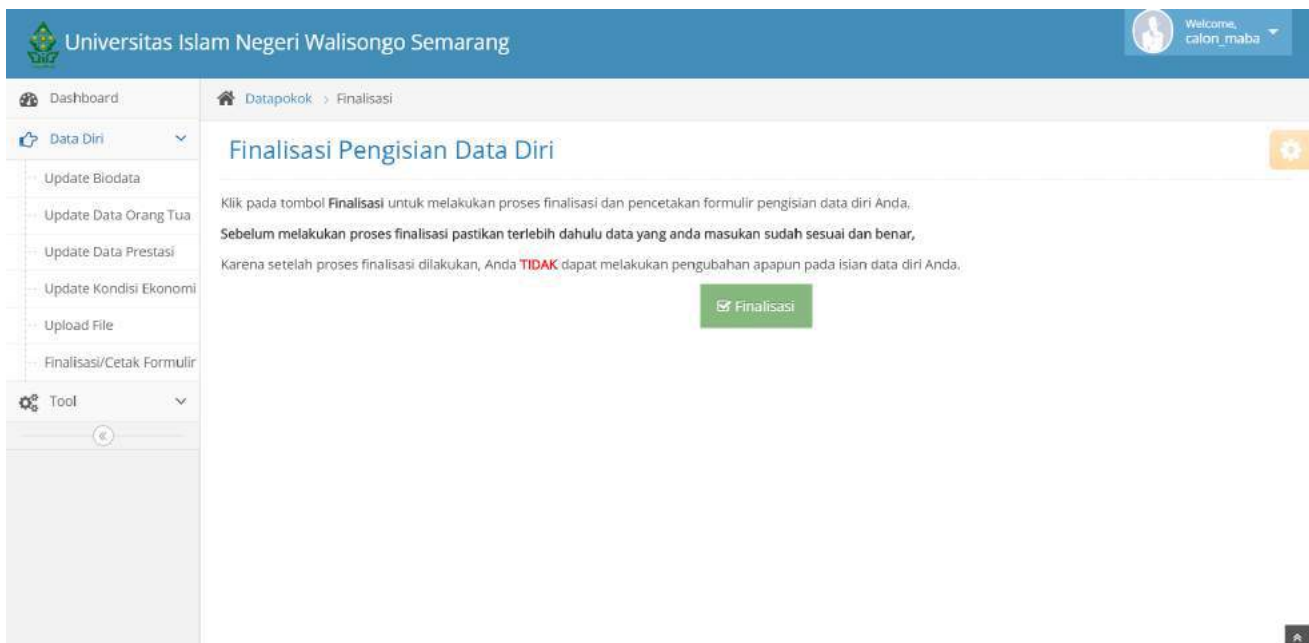 Universitas Islam Negeri Walisongo Semarang
Welcome,
calon_maba
Dashboard
Datapokok > Finalisasi
Data Diri
Update Biodata
Update Data Orang Tua
Update Data Prestasi
Update Kondisi Ekonomi
Upload File
Finalisasi/Cetak Formulir
Tool
Finalisasi Pengisian Data Diri
Klik pada tombol Finalisasi untuk melakukan proses finalisasi dan pencetakan formulir pengisian data diri Anda.
Sebelum melakukan proses finalisasi pastikan terlebih dahulu data yang anda masukan sudah sesuai dan benar,
Karena setelah proses finalisasi dilakukan, Anda TIDAK dapat melakukan pengubahan apapun pada isian data diri Anda.
Finalisasi